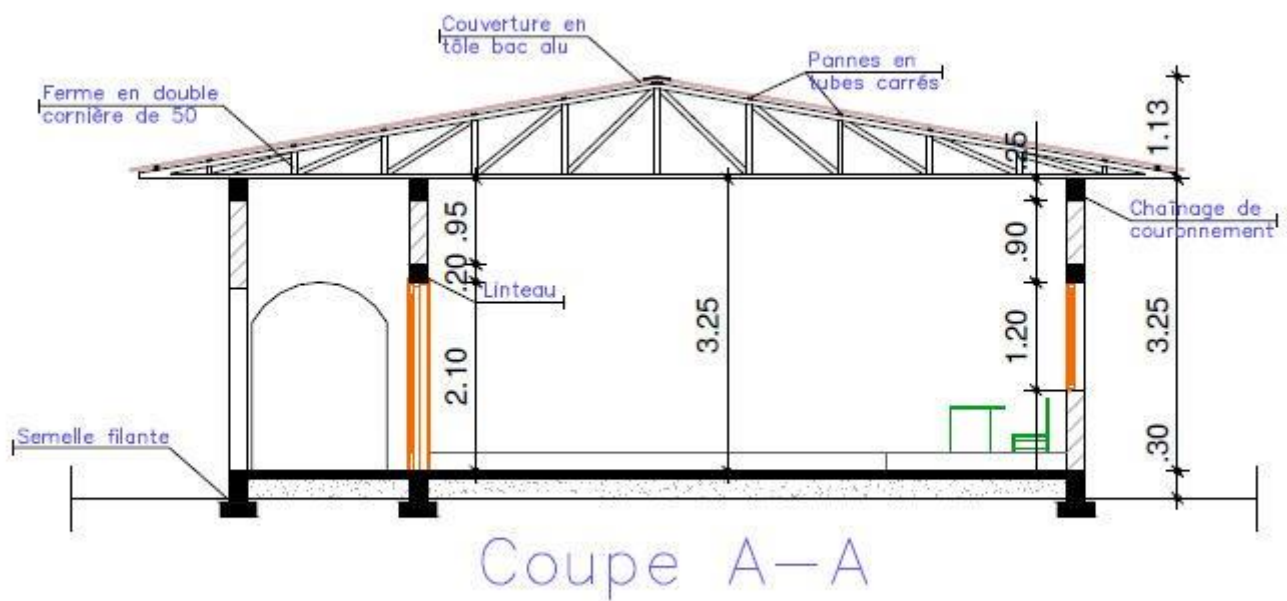 Couverture en
tôle bac alu
Pannes en
tubes carrés
Ferme en double
cornière de 50
1.13
.25
Chaînage de
couronnement
.95
.90
.20
Linteau
3.25
1.20
3.25
2.10
Semelle filante
.30
Coupe A-A